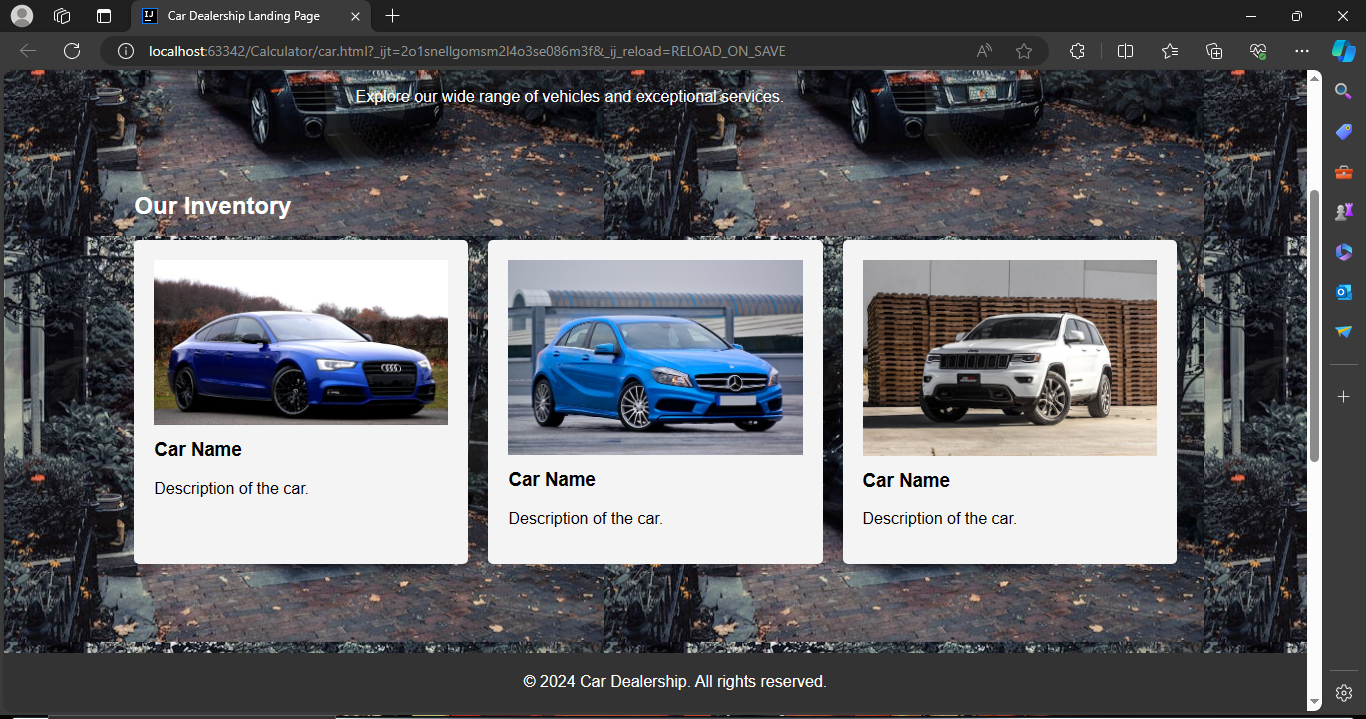 Car Dealership Landing Page
localhost:63342/Calculator/car.html?_ijt=2o1snellgomsm2l4o3se086m3f&_ij_reload=RELOAD_ON_SAVE
Explore our wide range of vehicles and exceptional services.
Our Inventory
Car Name
Description of the car.
Car Name
Description of the car.
Car Name
Description of the car.
© 2024 Car Dealership. All rights reserved.